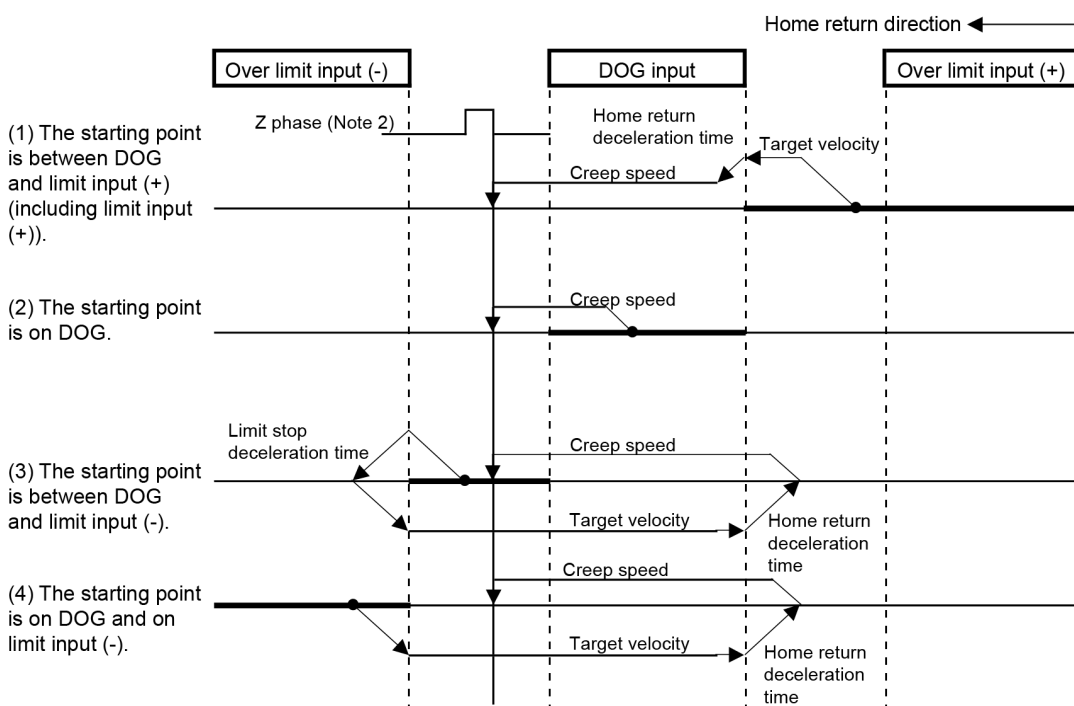 Home return direction
Over limit input (-)
DOG input
Over limit input (+)
(1) The starting point
is between DOG
and limit input (+)
(including limit input
(+)).
Z phase (Note 2)
Home return
deceleration time
Target velocity
Creep speed
(2) The starting point
is on DOG.
Creep speed
(3) The starting point
is between DOG
and limit input (-).
Limit stop
deceleration time
Creep speed
Target velocity
Home return
deceleration
time
(4) The starting point
is on DOG and on
limit input (-).
Creep speed
Target velocity
Home return
deceleration
time